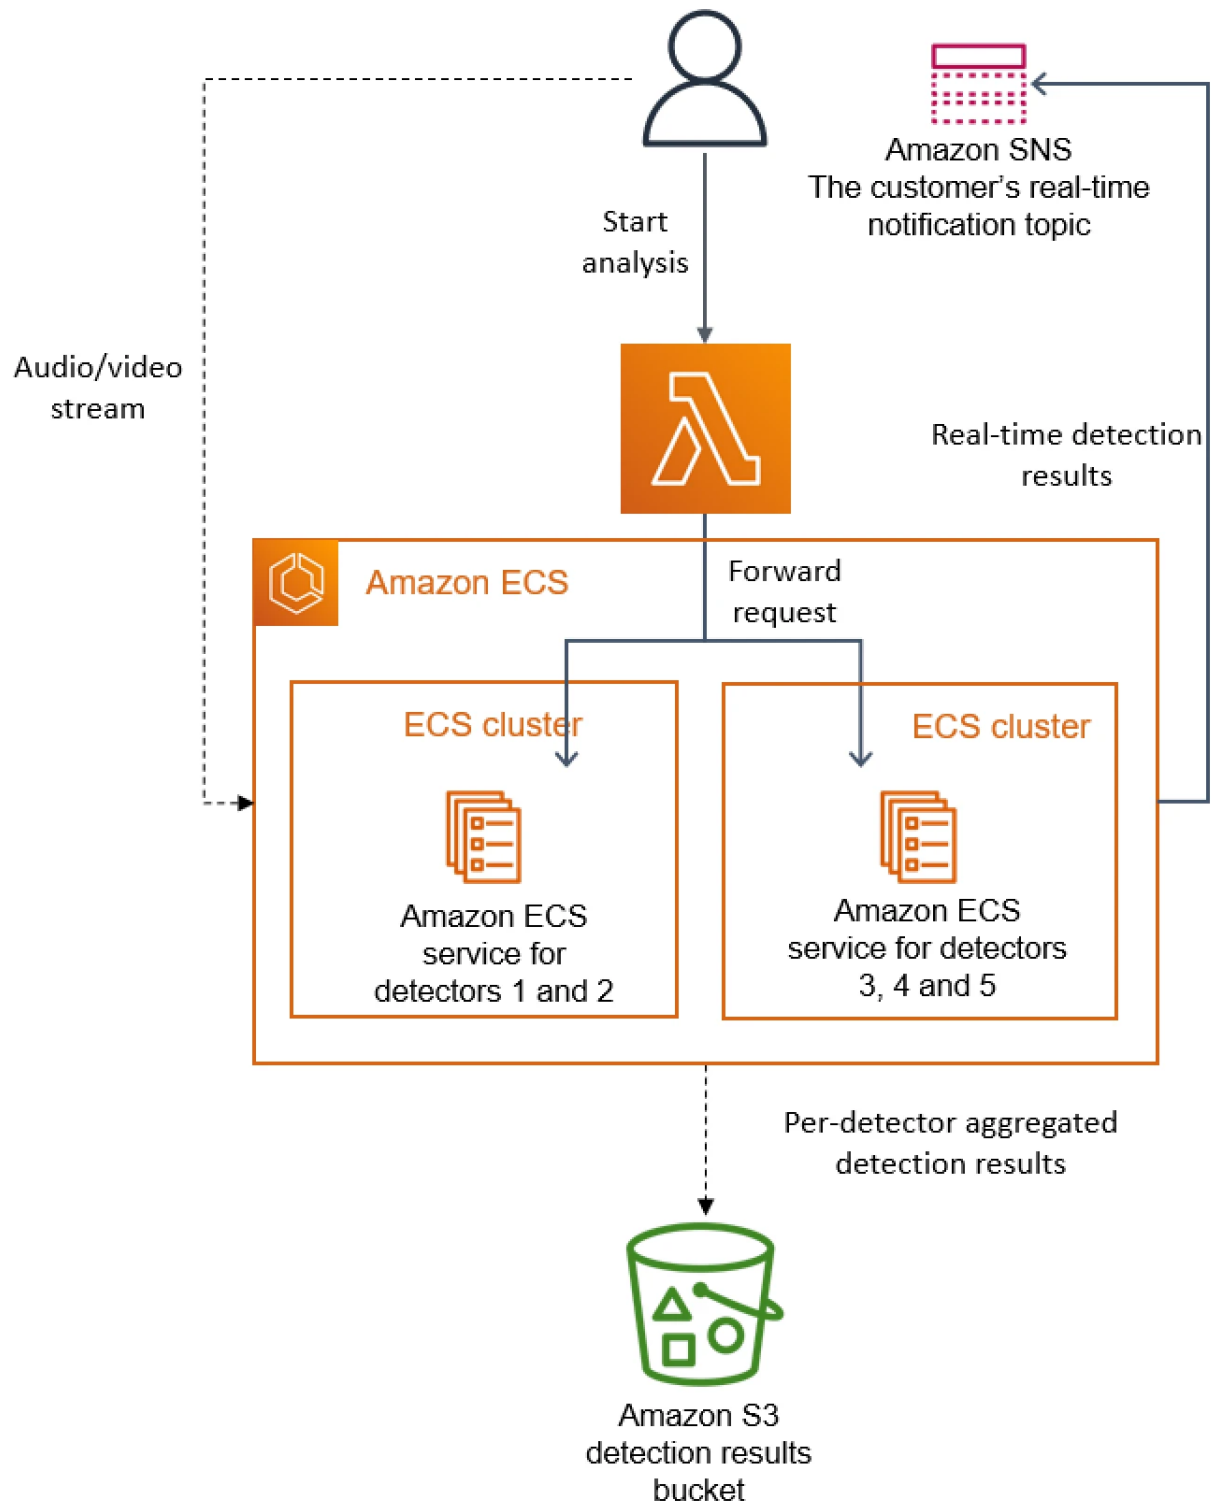 Amazon SNS
The customer’s real-time
notification topic
Start
analysis
Audio/video
stream
Real-time detection
results
Amazon ECS
Forward
request
ECS cluster
ECS cluster
Amazon ECS
service for
detectors 1 and 2
Amazon ECS
service for detectors
3, 4 and 5
Per-detector aggregated
detection results
Amazon S3
detection results
bucket